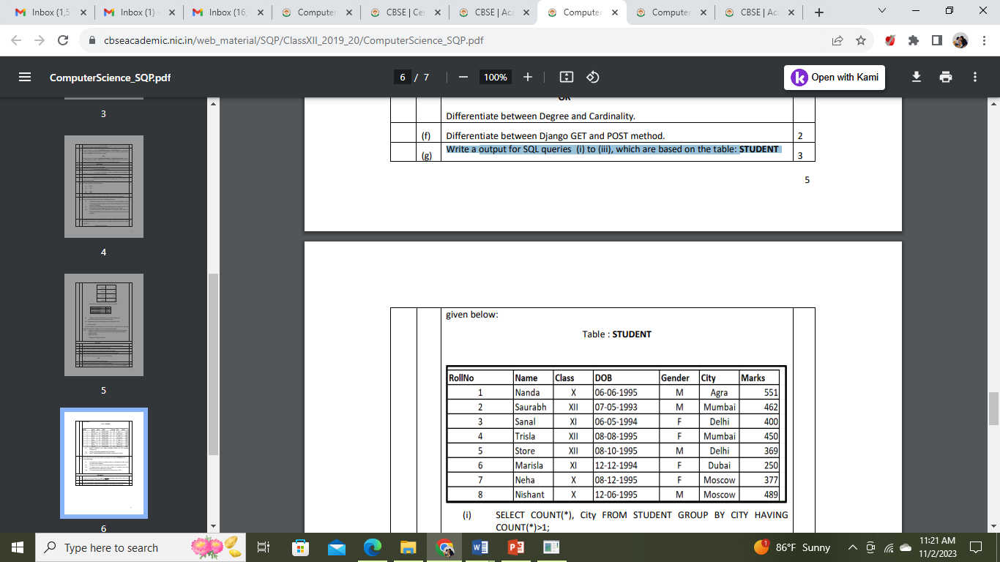 Inbox (1,5
Inbox (1) -
Inbox (16,
Computer
CBSE | Cer
CBSE | Aca
Computer
Computer
CBSE | Aca
cbseacademic.nic.in/web_material/SQP/ClassXII_2019_20/ComputerScience_SQP.pdf
ComputerScience_SQP.pdf
6 / 7
100%
Open with Kami
3
4
5
6
OR
Differentiate between Degree and Cardinality.
(f) Differentiate between Django GET and POST method. 2
(g) Write a output for SQL queries (i) to (iii), which are based on the table: STUDENT 3
5
given below:
Table : STUDENT
RollNo Name Class DOB Gender City Marks
1 Nanda X 06-06-1995 M Agra 551
2 Saurabh XII 07-05-1993 M Mumbai 462
3 Sanal XI 06-05-1994 F Delhi 400
4 Trisla XII 08-08-1995 F Mumbai 450
5 Store XII 08-10-1995 M Delhi 369
6 Marisla XI 12-12-1994 F Dubai 250
7 Neha X 08-12-1995 F Moscow 377
8 Nishant X 12-06-1995 M Moscow 489
(i) SELECT COUNT(*), City FROM STUDENT GROUP BY CITY HAVING
COUNT(*)>1;
Type here to search
1
86°F Sunny
11:21 AM
11/2/2023